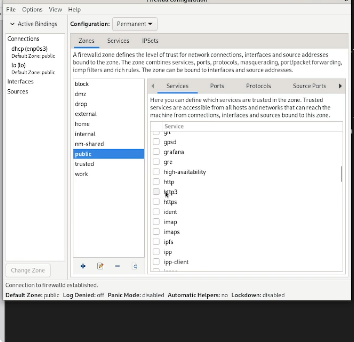 Firewall Configuration
File Options View Help
Active Bindings
Configuration: Permanent
Connections
dhcp (enp0s3)
Default Zone: public
lo (lo)
Default Zone: public
Interfaces
Sources
Change Zone
Zones Services IPSets
A firewalld zone defines the level of trust for network connections, interfaces and source addresses
bound to the zone. The zone combines services, ports, protocols, masquerading, port/packet forwarding,
icmp filters and rich rules. The zone can be bound to interfaces and source addresses.
block
dmz
drop
external
home
internal
nm-shared
public
trusted
work
Services Ports Protocols Source Ports
Here you can define which services are trusted in the zone. Trusted
services are accessible from all hosts and networks that can reach the
machine from connections, interfaces and sources bound to this zone.
Service
git
gpsd
grafana
gre
high-availability
http
http3
https
ident
imap
imaps
ipfs
ipp
ipp-client
Connection to firewalld established.
Default Zone: public Log Denied: off Panic Mode: disabled Automatic Helpers: no Lockdown: disabled